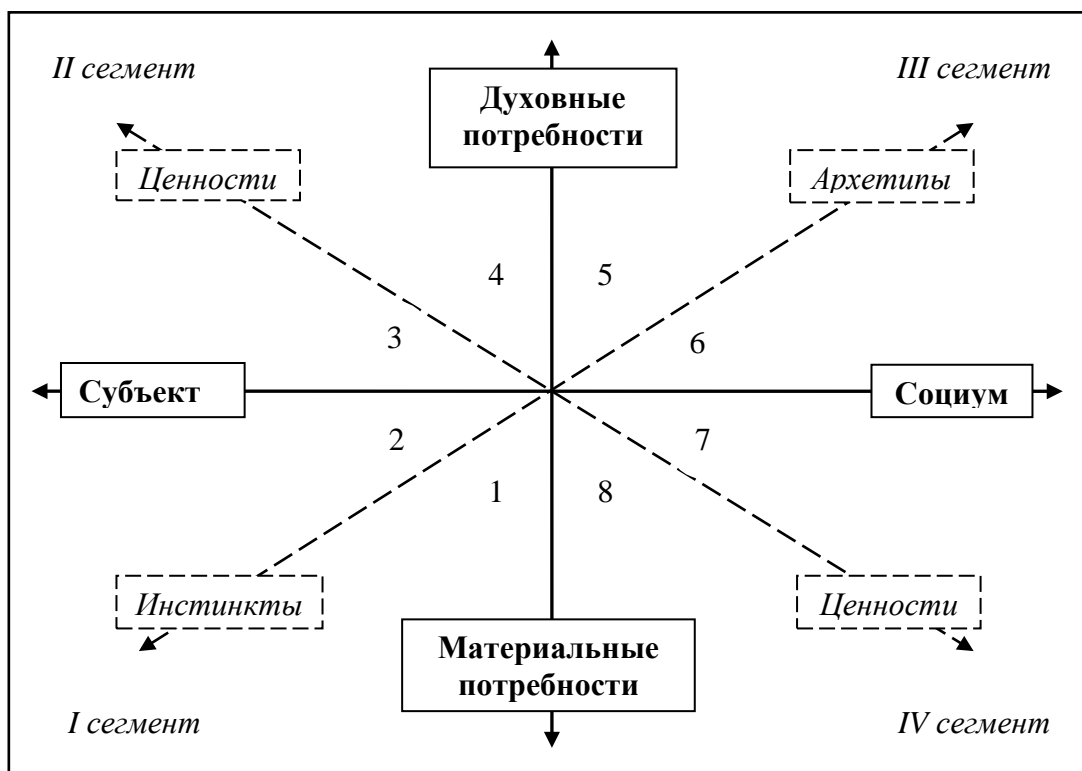 II сегмент
III сегмент
Духовные
потребности
Ценности
Архетипы
4
5
3
6
Субъект
Социум
2
7
1
8
Инстинкты
Ценности
Материальные
потребности
I сегмент
IV сегмент